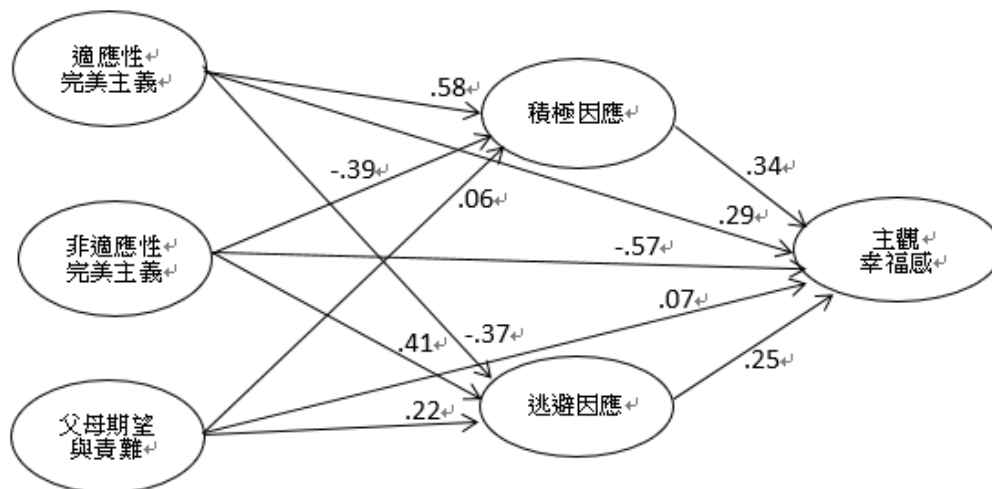 適應性↵
完美主義↵
積極因應↵
.58↵
-.39↵
.06↵
.34↵
.29↵
非適應性↵
完美主義↵
-.57↵
主觀↵
幸福感↵
.07↵
.41↵
-.37↵
.25↵
父母期望↵
與責難↵
.22↵
逃避因應↵